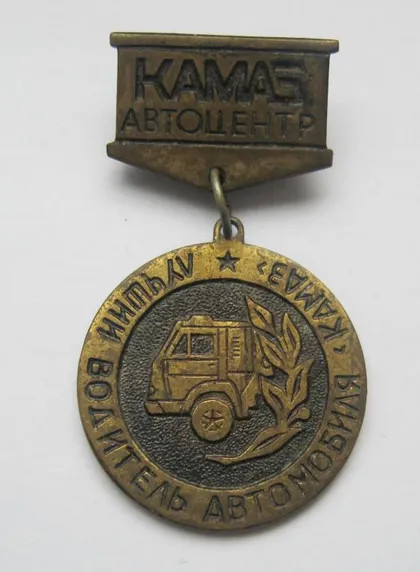 КАМАЗ
АВТОЦЕНТР
ЛУЧШИЙ ВОДИТЕЛЬ АВТОМОБИЛЯ "КАМАЗ"